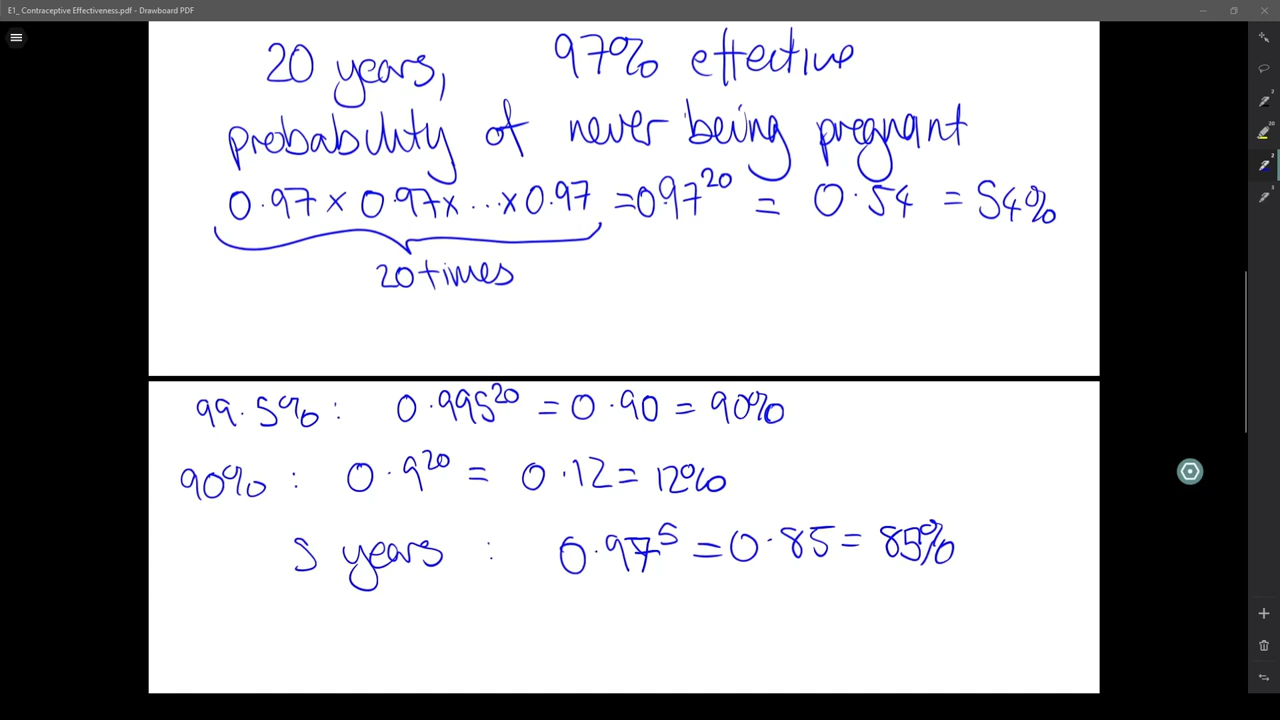 E1_ Contraceptive Effectiveness.pdf - Drawboard PDF
20 years, 97% effective
probability of never being pregnant
0.97 x 0.97 x ... x 0.97 = 0.97^20 = 0.54 = 54%
20 times
99.5% : 0.995^20 = 0.90 = 90%
90% : 0.9^20 = 0.12 = 12%
5 years : 0.97^5 = 0.85 = 85%